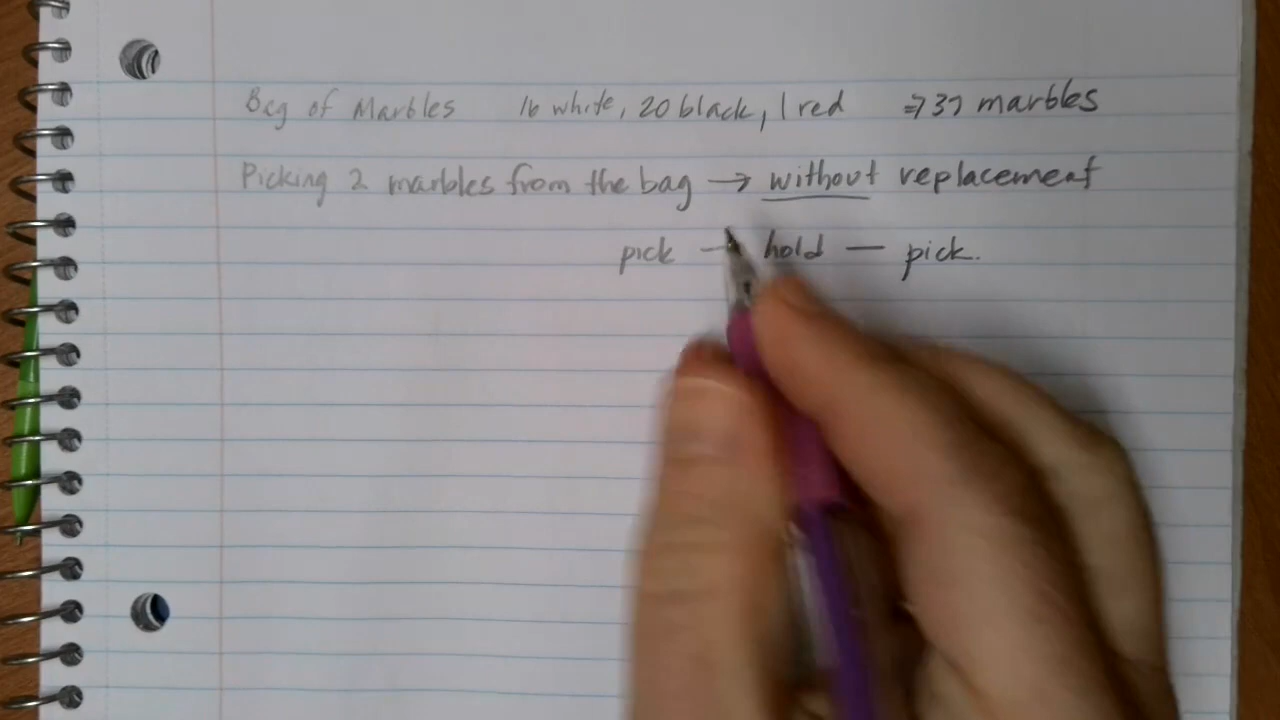 Bag of Marbles 16 white, 20 black, 1 red => 37 marbles
Picking 2 marbles from the bag → without replacement
pick — hold — pick.